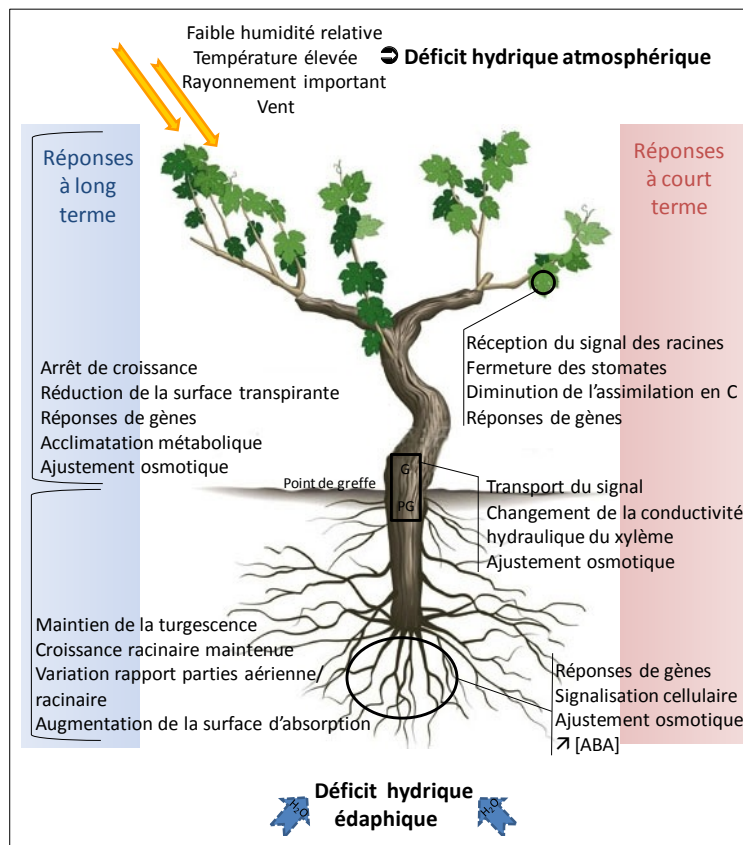 Faible humidité relative
Température élevée
➲ Déficit hydrique atmosphérique
Rayonnement important
Vent
Réponses
à long
terme
Réponses
à court
terme
Réception du signal des racines
Fermeture des stomates
Diminution de l'assimilation en C
Réponses de gènes
Arrêt de croissance
Réduction de la surface transpirante
Réponses de gènes
Acclimatation métabolique
Ajustement osmotique
G
Point de greffe
PG
Transport du signal
Changement de la conductivité
hydraulique du xylème
Ajustement osmotique
Maintien de la turgescence
Croissance racinaire maintenue
Variation rapport parties aérienne/
racinaire
Augmentation de la surface d'absorption
Réponses de gènes
Signalisation cellulaire
Ajustement osmotique
↗ [ABA]
Déficit hydrique
édaphique
H₂O
H₂O